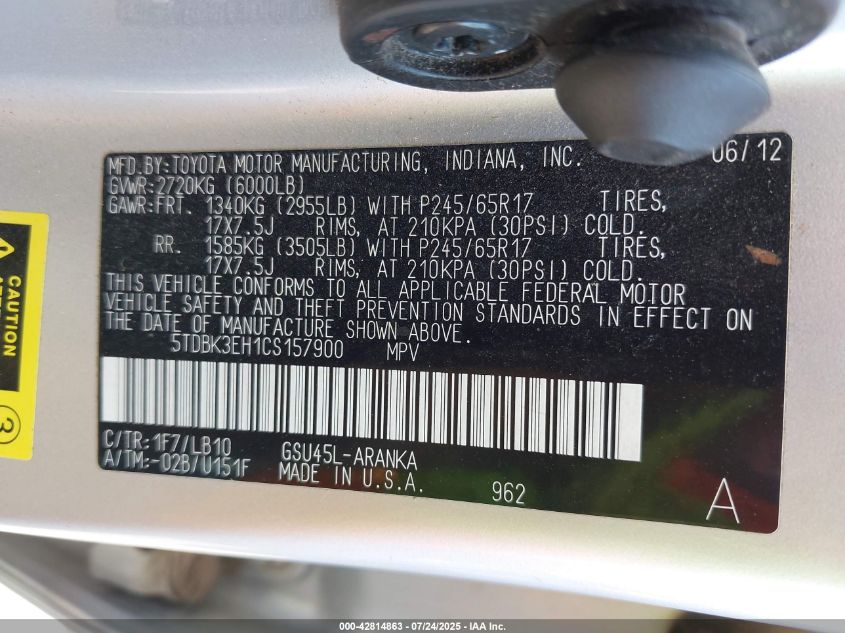 MFD.BY:TOYOTA MOTOR MANUFACTURING, INDIANA, INC. 06/12
GVWR:2720KG (6000LB)
GAWR:FRT. 1340KG (2955LB) WITH P245/65R17 TIRES,
17X7.5J RIMS, AT 210KPA (30PSI) COLD.
RR. 1585KG (3505LB) WITH P245/65R17 TIRES,
17X7.5J RIMS, AT 210KPA (30PSI) COLD.
THIS VEHICLE CONFORMS TO ALL APPLICABLE FEDERAL MOTOR
VEHICLE SAFETY AND THEFT PREVENTION STANDARDS IN EFFECT ON
THE DATE OF MANUFACTURE SHOWN ABOVE.
5TDBK3EH1CS157900 MPV
C/TR:1F7/LB10 GSU45L-ARANKA
A/TM:-02B/U151F MADE IN U.S.A. 962 A
CAUTION
3
000-42814863 - 07/24/2025 - IAA Inc.